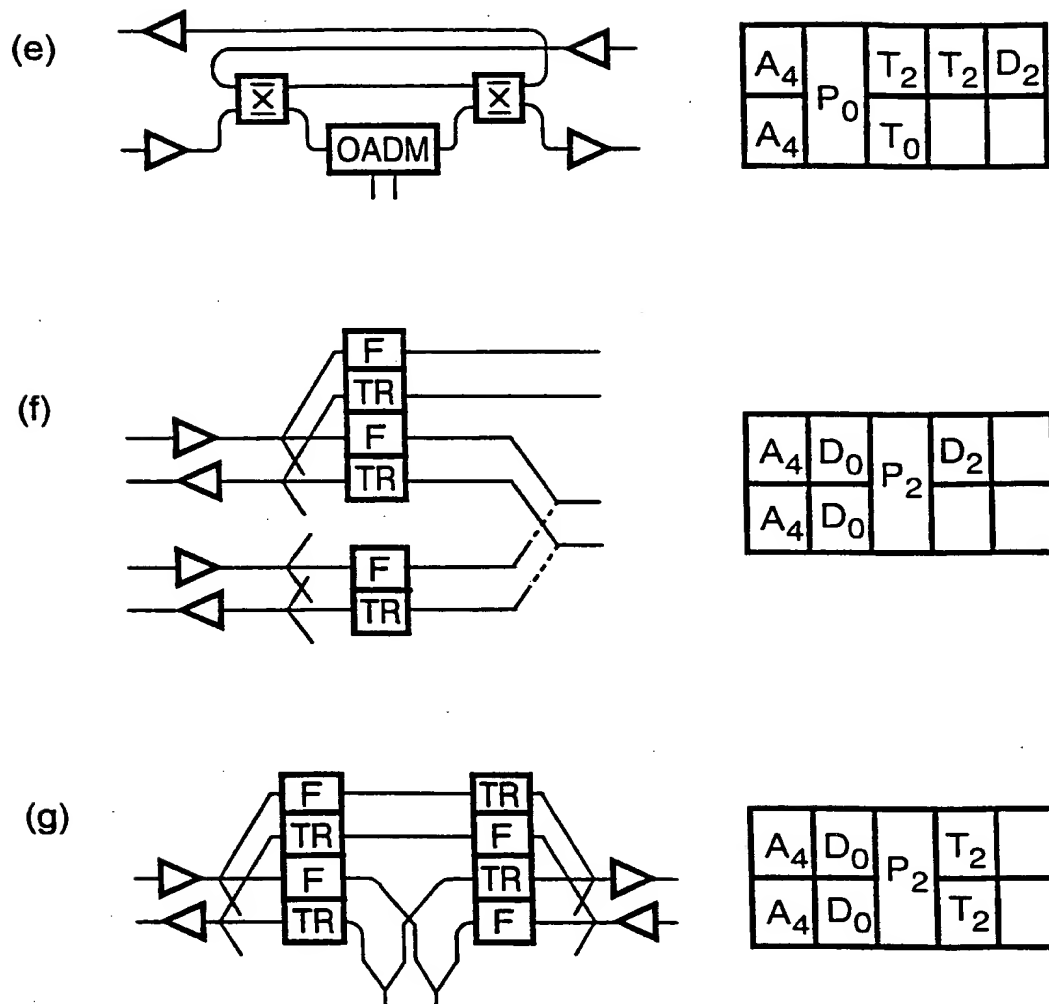 (e)
X X
OADM
A4 P0 T2 T2 D2
A4 T0
(f)
F
TR
F
TR
F
TR
A4 D0 P2 D2
A4 D0
(g)
F TR
TR F
F TR
TR F
A4 D0 P2 T2
A4 D0 T2